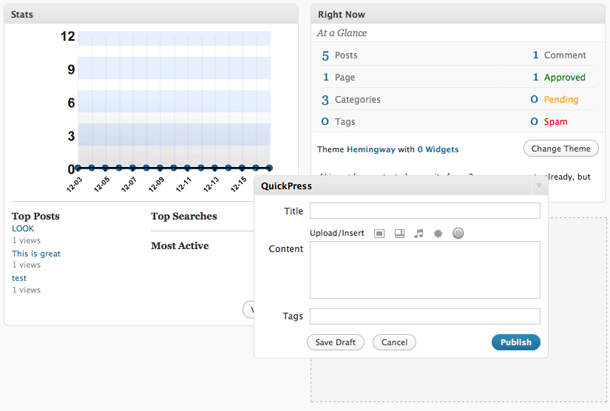 Stats
12
9
6
3
0
12-03
12-05
12-07
12-09
12-11
12-13
12-15
Top Posts
LOOK
1 views
This is great
1 views
test
1 views
Top Searches
Most Active
V
Right Now
At a Glance
5 Posts 1 Comment
1 Page 1 Approved
3 Categories 0 Pending
0 Tags 0 Spam
Theme Hemingway with 0 Widgets
Change Theme
already, but
QuickPress
Title
Upload/Insert
Content
Tags
Save Draft
Cancel
Publish